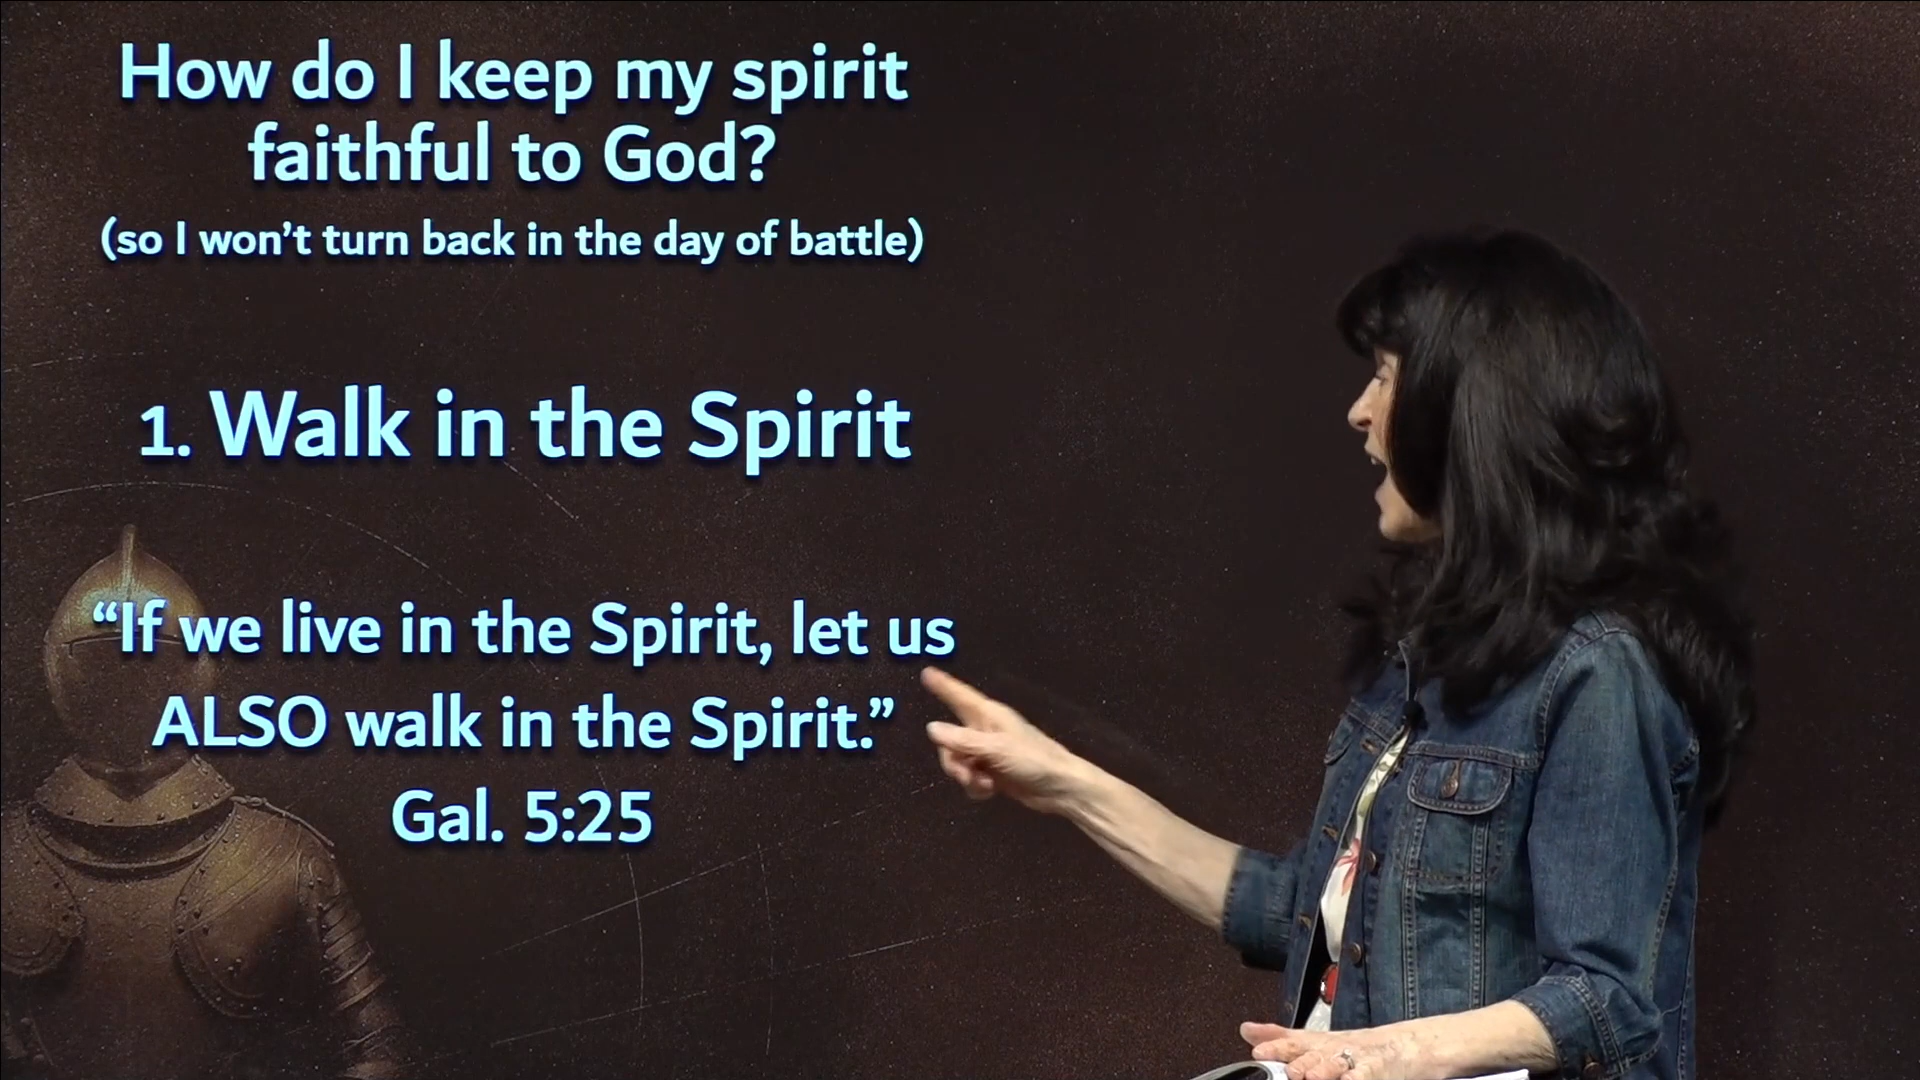 How do I keep my spirit
faithful to God?
(so I won’t turn back in the day of battle)
1. Walk in the Spirit
“If we live in the Spirit, let us
ALSO walk in the Spirit.”
Gal. 5:25